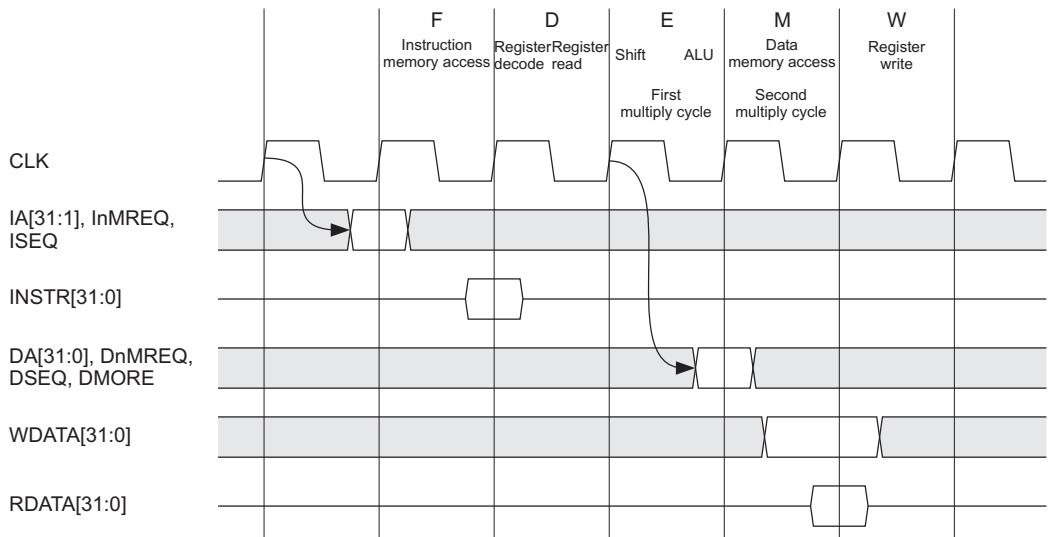 F
D
E
M
W
Instruction
memory access
RegisterRegister
decode read
Shift
ALU
First
multiply cycle
Data
memory access
Second
multiply cycle
Register
write
CLK
IA[31:1], InMREQ,
ISEQ
INSTR[31:0]
DA[31:0], DnMREQ,
DSEQ, DMORE
WDATA[31:0]
RDATA[31:0]